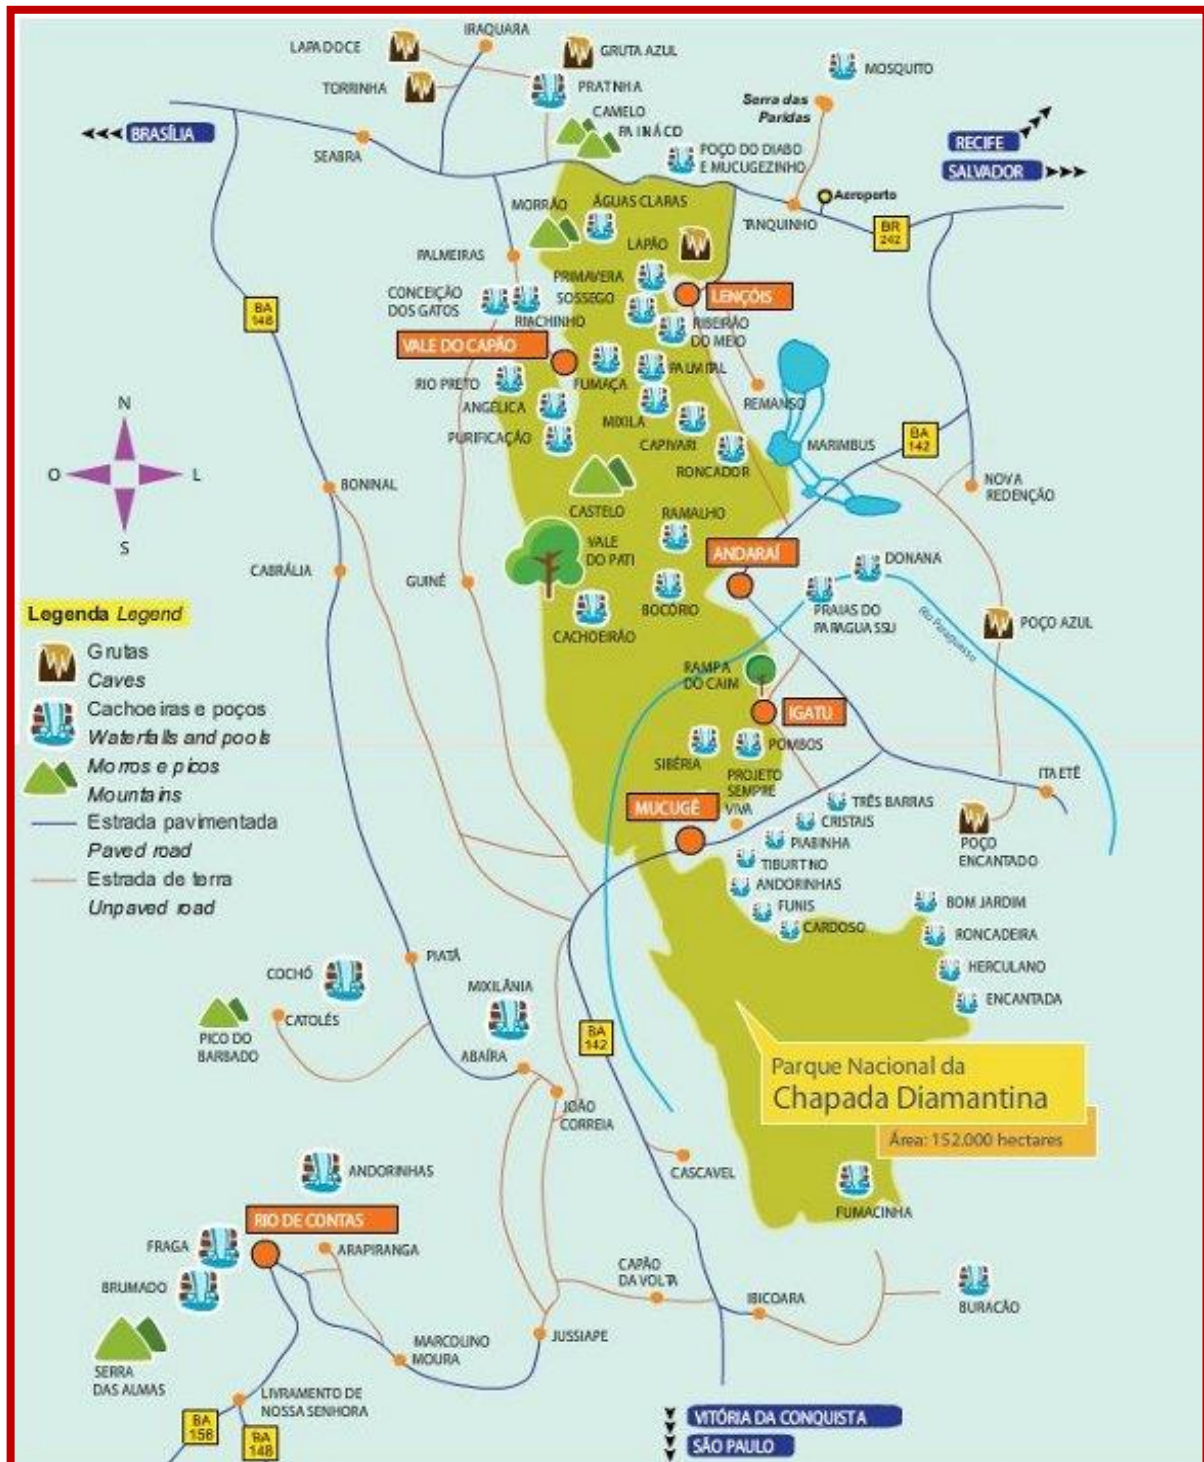 IRAQUARA
LAPA DOCE
GRUTA AZUL
TORRINHA
PRATINHA
MOSQUITO
CAMELO
PAI INÁCIO
Serra das
Paridas
BRASÍLIA
SEABRA
POÇO DO DIABO
E MUCUGEZINHO
RECIFE
SALVADOR
Aeroporto
TANQUINHO
BR
242
MORRÃO
ÁGUAS CLARAS
LAPÃO
PALMEIRAS
PRIMAVERA
CONCEIÇÃO
DOS GATOS
SOSSEGO
LENÇÓIS
RIACHINHO
RIBEIRÃO
DO MEIO
BA
148
VALE DO CAPÃO
RIO PRETO
FUMAÇA
PALMITAL
REMANSO
ANGÉLICA
MIXILA
PURIFICAÇÃO
CAPIVARI
RONCADOR
MARIMBUS
BA
142
N
O
L
S
BONINAL
NOVA
REDENÇÃO
CASTELO
RAMALHO
VALE
DO PATI
ANDARAÍ
DONANA
CABRÁLIA
GUINÉ
BOCÓRIO
PRAIAS DO
PARAGUASSU
Rio Paraguasso
POÇO AZUL
CACHOEIRÃO
Legenda Legend
Grutas
Caves
Cachoeiras e poços
Waterfalls and pools
Morros e picos
Mountains
Estrada pavimentada
Paved road
Estrada de terra
Unpaved road
RAMPA
DO CAIM
IGATU
SIBÉRIA
POMBOS
PROJETO
SEMPRE
VIVA
ITAETÊ
MUCUGÊ
TRÊS BARRAS
CRISTAIS
PIABINHA
POÇO
ENCANTADO
TIBURTINO
ANDORINHAS
FUNIS
CARDOSO
BOM JARDIM
RONCADEIRA
HERCULANO
ENCANTADA
PIATÃ
COCHÓ
MIXILÂNIA
CATOLÉS
PICO DO
BARBADO
ABAÍRA
BA
142
JOÃO
CORREIA
Parque Nacional da
Chapada Diamantina
Área: 152.000 hectares
CASCAVEL
ANDORINHAS
FUMACINHA
RIO DE CONTAS
FRAGA
ARAPIRANGA
BRUMADO
CAPÃO
DA VOLTA
IBICOARA
BURACÃO
JUSSIAPE
MARCOLINO
MOURA
SERRA
DAS ALMAS
LIVRAMENTO DE
NOSSA SENHORA
BA
156
BA
148
VITÓRIA DA CONQUISTA
SÃO PAULO